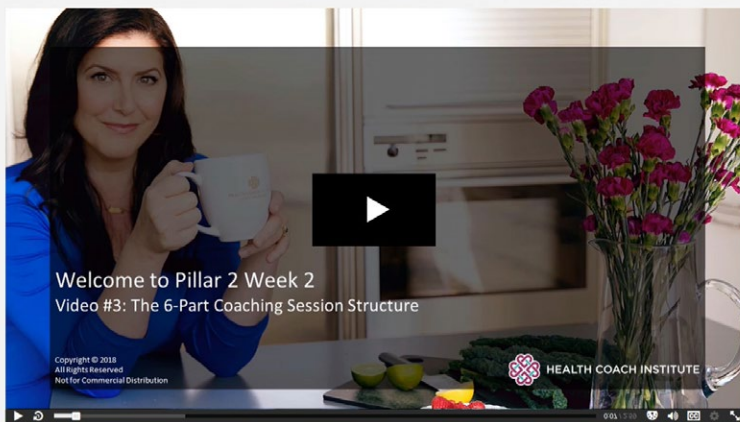 Welcome to Pillar 2 Week 2
Video #3: The 6-Part Coaching Session Structure
Copyright © 2018
All Rights Reserved
Not for Commercial Distribution
HEALTH COACH INSTITUTE
CC